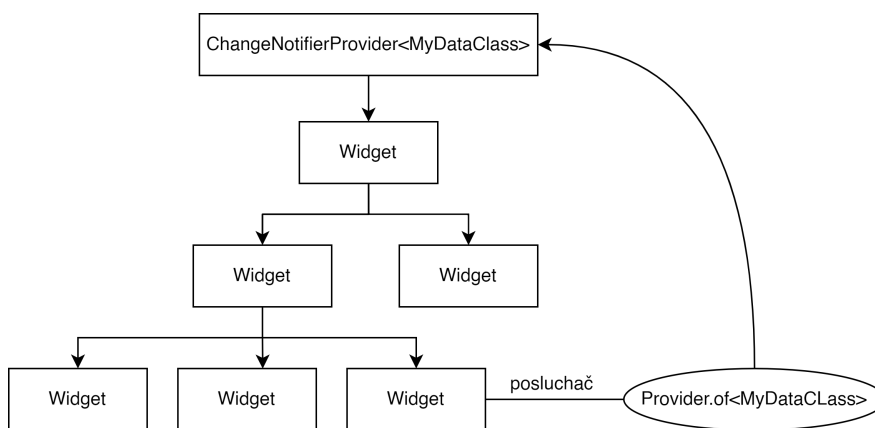 ChangeNotifierProvider<MyDataClass>
Widget
Widget
Widget
Widget
Widget
Widget
posluchač
Provider.of<MyDataCLass>